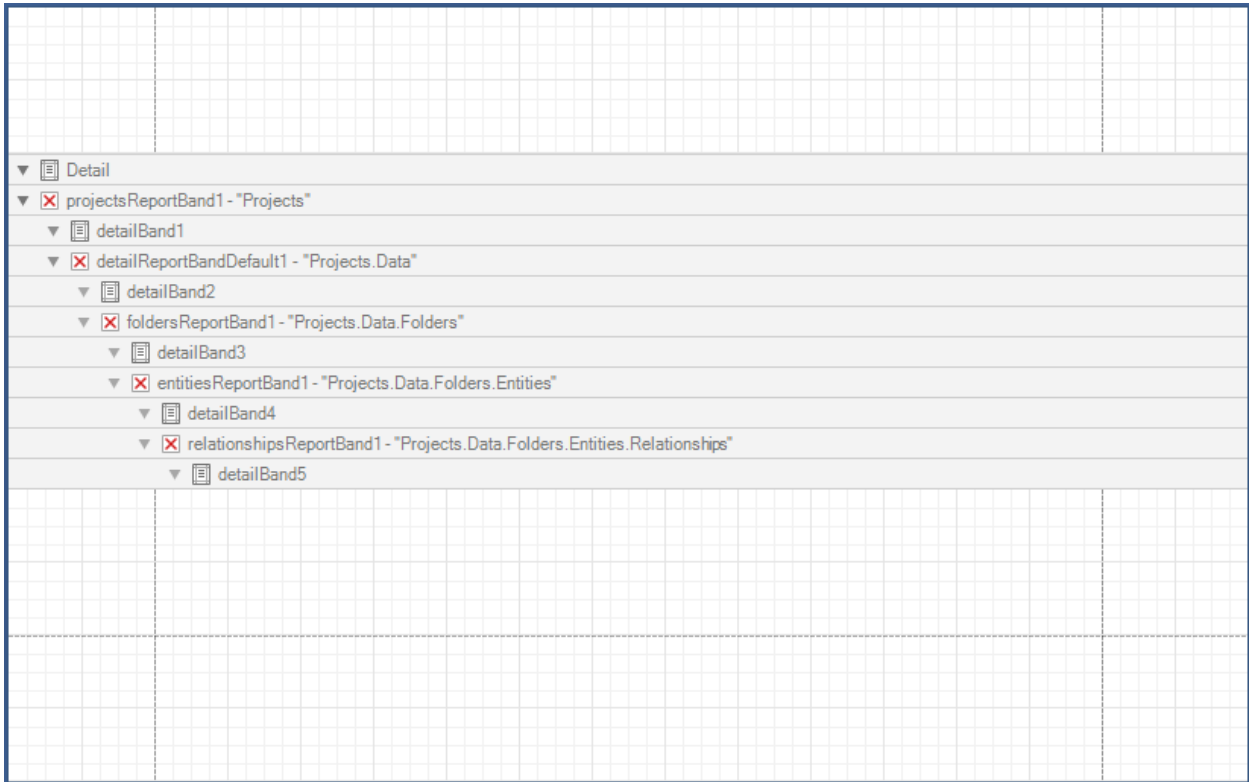 Detail
projectsReportBand1 - "Projects"
detailBand1
detailReportBandDefault1 - "Projects.Data"
detailBand2
foldersReportBand1 - "Projects.Data.Folders"
detailBand3
entitiesReportBand1 - "Projects.Data.Folders.Entities"
detailBand4
relationshipsReportBand1 - "Projects.Data.Folders.Entities.Relationships"
detailBand5